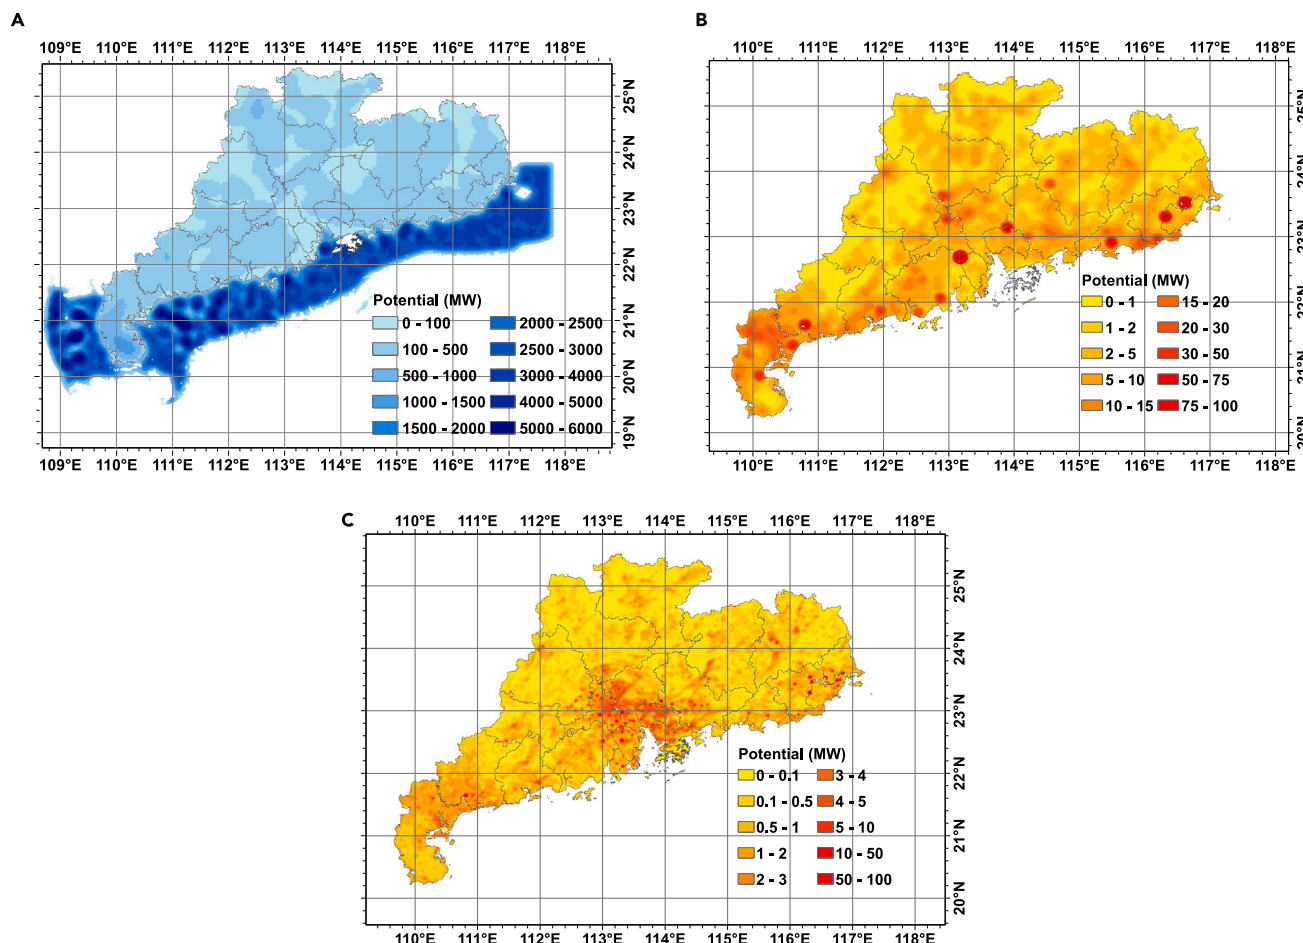 A
109°E 110°E 111°E 112°E 113°E 114°E 115°E 116°E 117°E 118°E
25°N
24°N
23°N
22°N
21°N
20°N
19°N
Potential (MW)
0 - 100 2000 - 2500
100 - 500 2500 - 3000
500 - 1000 3000 - 4000
1000 - 1500 4000 - 5000
1500 - 2000 5000 - 6000
109°E 110°E 111°E 112°E 113°E 114°E 115°E 116°E 117°E 118°E
B
110°E 111°E 112°E 113°E 114°E 115°E 116°E 117°E 118°E
25°N
24°N
23°N
22°N
21°N
20°N
Potential (MW)
0 - 1 15 - 20
1 - 2 20 - 30
2 - 5 30 - 50
5 - 10 50 - 75
10 - 15 75 - 100
110°E 111°E 112°E 113°E 114°E 115°E 116°E 117°E 118°E
C
110°E 111°E 112°E 113°E 114°E 115°E 116°E 117°E 118°E
25°N
24°N
23°N
22°N
21°N
20°N
Potential (MW)
0 - 0.1 3 - 4
0.1 - 0.5 4 - 5
0.5 - 1 5 - 10
1 - 2 10 - 50
2 - 3 50 - 100
110°E 111°E 112°E 113°E 114°E 115°E 116°E 117°E 118°E